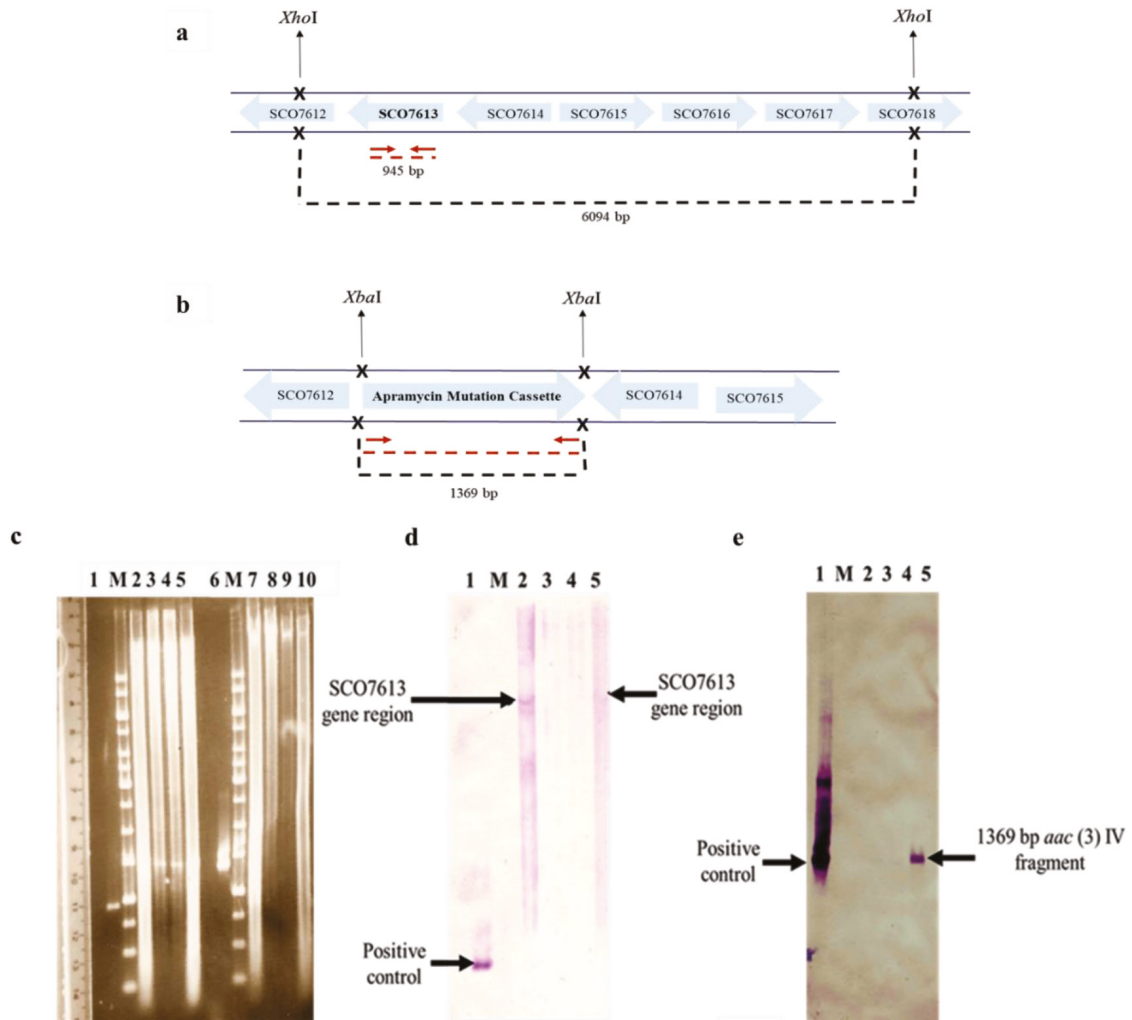 a
XhoI XhoI
SCO7612 SCO7613 SCO7614 SCO7615 SCO7616 SCO7617 SCO7618
945 bp
6094 bp
b
XbaI XbaI
SCO7612 Apramycin Mutation Cassette SCO7614 SCO7615
1369 bp
c
1 M 2 3 4 5 6 M 7 8 9 10
d
1 M 2 3 4 5
SCO7613
gene region
SCO7613
gene region
Positive
control
e
1 M 2 3 4 5
Positive
control
1369 bp aac (3) IV
fragment